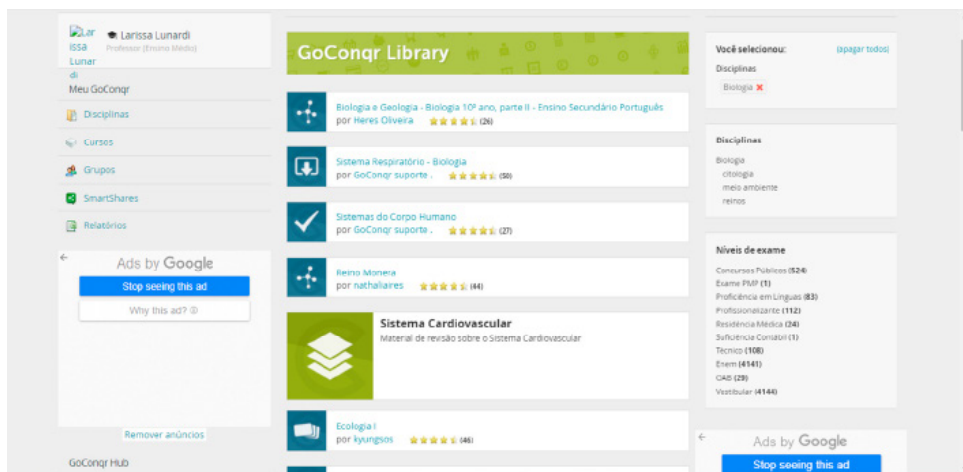 Larissa Lunardi
Professor (Ensino Médio)
Lar
issa
Lunar
di
Meu GoConqr
Disciplinas
Cursos
Grupos
SmartShares
Relatórios
Ads by Google
Stop seeing this ad
Why this ad?
Remover anúncios
GoConqr Hub
GoConqr Library
Biologia e Geologia - Biologia 10º ano, parte II - Ensino Secundário Português
por Heres Oliveira (26)
Sistema Respiratório - Biologia
por GoConqr suporte . (50)
Sistemas do Corpo Humano
por GoConqr suporte . (27)
Reino Monera
por nathaliaires (44)
Sistema Cardiovascular
Material de revisão sobre o Sistema Cardiovascular
Ecologia I
por kyungsos (46)
Você selecionou: (apagar todos)
Disciplinas
Biologia
Disciplinas
Biologia
citologia
meio ambiente
reinos
Níveis de exame
Concursos Públicos (524)
Exame PMP (1)
Proficiência em Línguas (83)
Profissionalizante (112)
Residência Médica (24)
Suficiência Contábil (1)
Técnico (108)
Enem (4141)
OAB (29)
Vestibular (4144)
Ads by Google
Stop seeing this ad